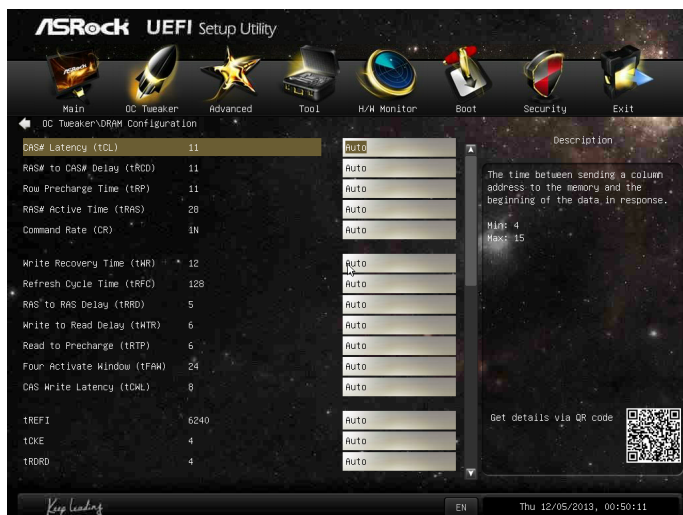 ASRock UEFI Setup Utility
Main OC Tweaker Advanced Tool H/W Monitor Boot Security Exit
OC Tweaker\DRAM Configuration
CAS# Latency (tCL) 11 Auto
RAS# to CAS# Delay (tRCD) 11 Auto
Row Precharge Time (tRP) 11 Auto
RAS# Active Time (tRAS) 28 Auto
Command Rate (CR) 1N Auto
Write Recovery Time (tWR) 12 Auto
Refresh Cycle Time (tRFC) 128 Auto
RAS to RAS Delay (tRRD) 5 Auto
Write to Read Delay (tWTR) 6 Auto
Read to Precharge (tRTP) 6 Auto
Four Activate Window (tFAW) 24 Auto
CAS Write Latency (tCWL) 8 Auto
tREFI 6240 Auto
tCKE 4 Auto
tRDRD 4 Auto
Description
The time between sending a column
address to the memory and the
beginning of the data in response.
Min: 4
Max: 15
Get details via QR code
Keep Leading
EN
Thu 12/05/2013, 00:50:11